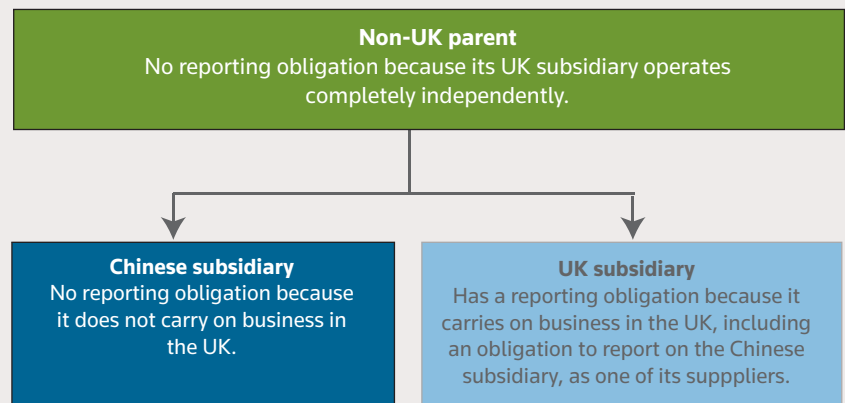 Non-UK parent
No reporting obligation because its UK subsidiary operates
completely independently.
Chinese subsidiary
No reporting obligation because
it does not carry on business in
the UK.
UK subsidiary
Has a reporting obligation because it
carries on business in the UK, including
an obligation to report on the Chinese
subsidiary, as one of its supppliers.